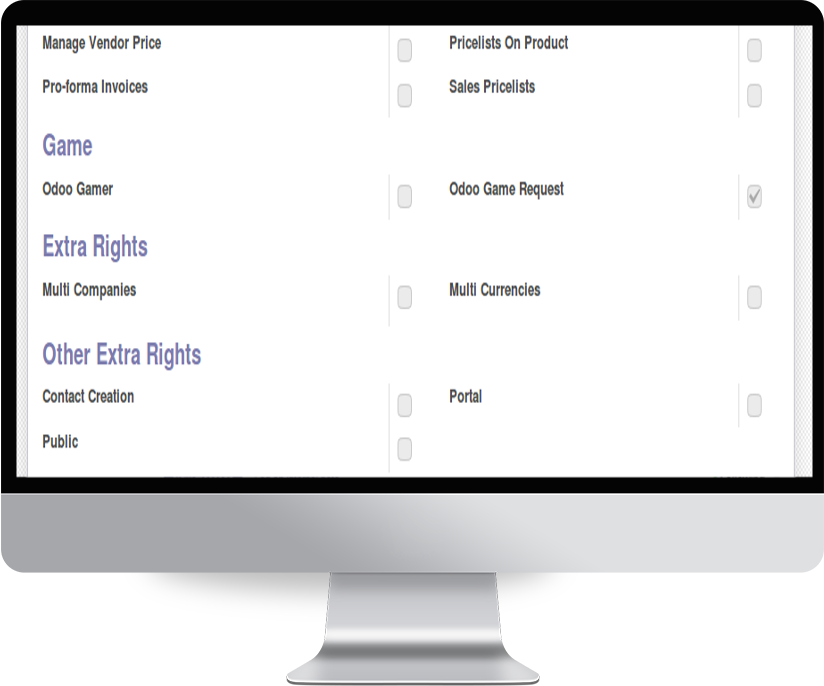 Manage Vendor Price Pricelists On Product
Pro-forma Invoices Sales Pricelists
Game
Odoo Gamer Odoo Game Request
Extra Rights
Multi Companies Multi Currencies
Other Extra Rights
Contact Creation Portal
Public